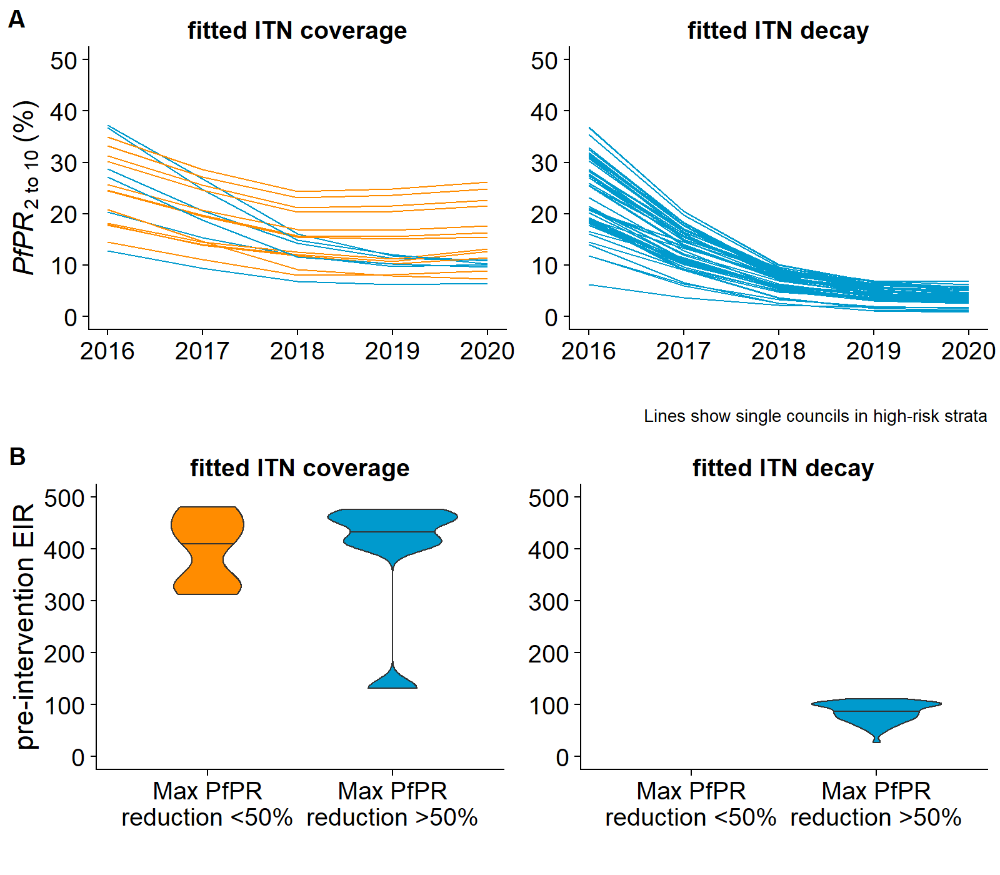 A
fitted ITN coverage
fitted ITN decay
PfPR2 to 10 (%)
50
40
30
20
10
0
2016 2017 2018 2019 2020
50
40
30
20
10
0
2016 2017 2018 2019 2020
Lines show single councils in high-risk strata
B
fitted ITN coverage
fitted ITN decay
pre-intervention EIR
500
400
300
200
100
0
Max PfPR
reduction <50%
Max PfPR
reduction >50%
500
400
300
200
100
0
Max PfPR
reduction <50%
Max PfPR
reduction >50%